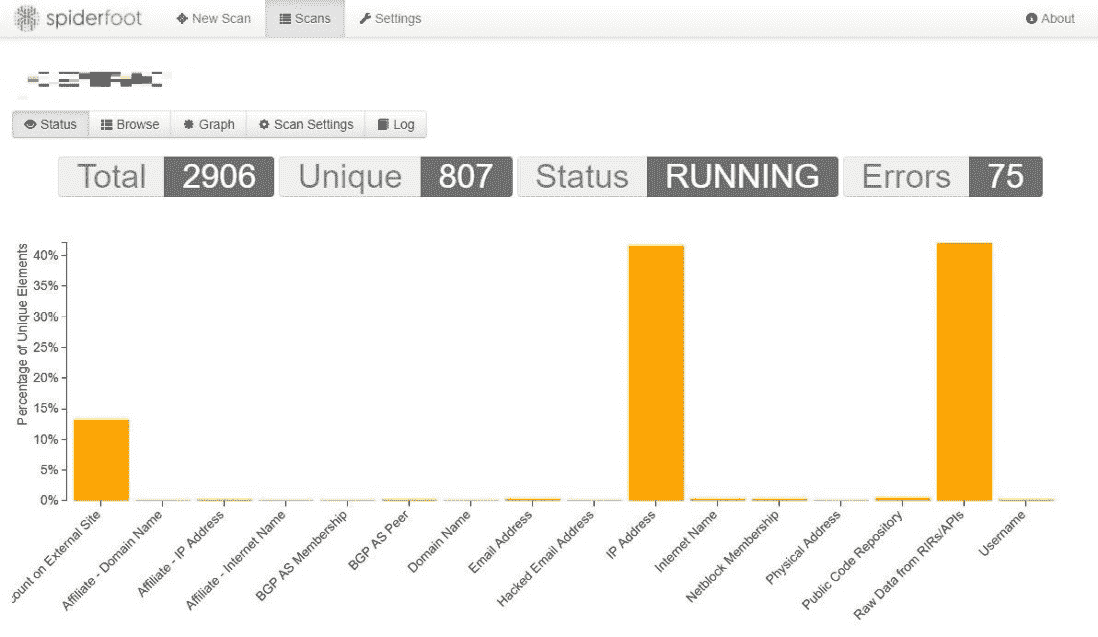 spiderfoot New Scan Scans Settings About
Status Browse Graph Scan Settings Log
Total 2906 Unique 807 Status RUNNING Errors 75
Percentage of Unique Elements
40%
35%
30%
25%
20%
15%
10%
5%
0%
ount on External Site
Affiliate - Domain Name
Affiliate - IP Address
Affiliate - Internet Name
BGP AS Membership
BGP AS Peer
Domain Name
Email Address
Hacked Email Address
IP Address
Internet Name
Netblock Membership
Physical Address
Public Code Repository
Raw Data from RIRs/APIs
Username